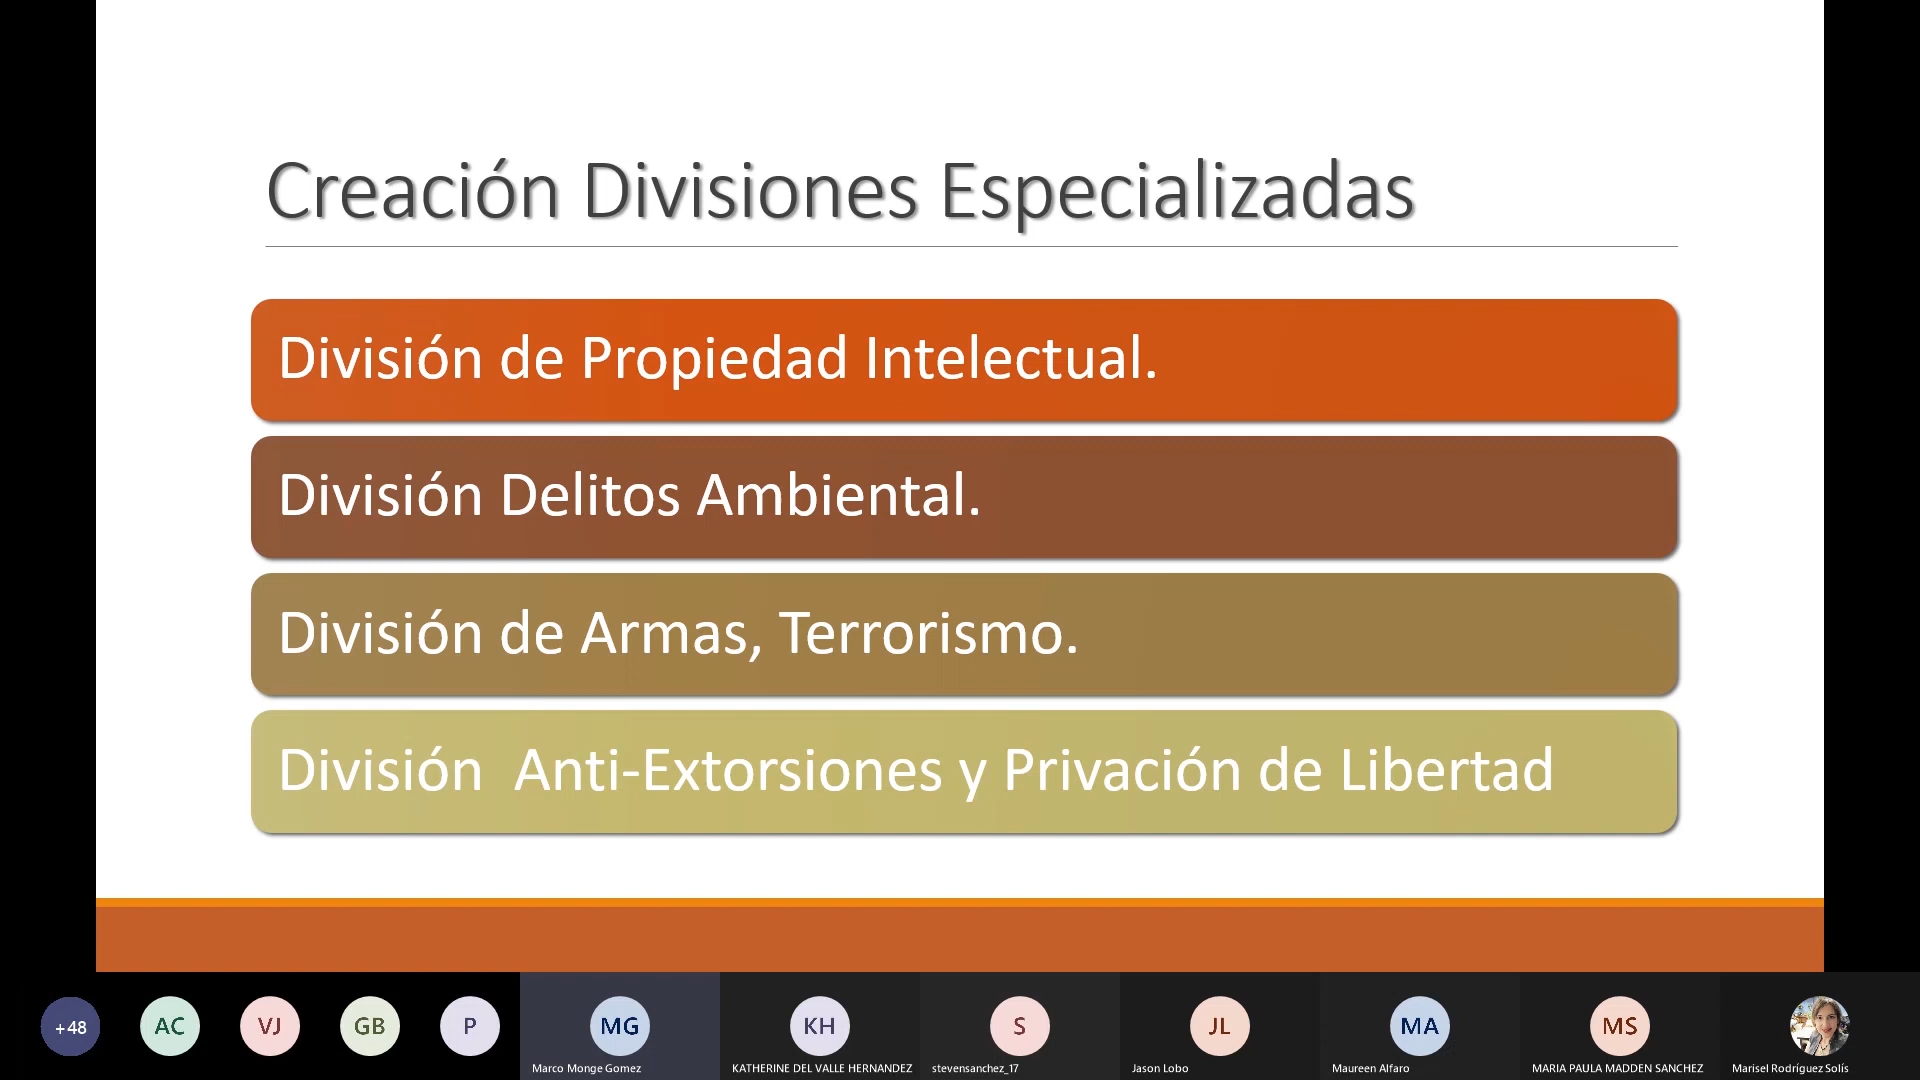 Creación Divisiones Especializadas
División de Propiedad Intelectual.
División Delitos Ambiental.
División de Armas, Terrorismo.
División  Anti-Extorsiones y Privación de Libertad
+48
AC
VJ
GB
P
MG
KH
S
JL
MA
MS
Marco Monge Gomez
KATHERINE DEL VALLE HERNANDEZ
stevensanchez_17
Jason Lobo
Maureen Alfaro
MARIA PAULA MADDEN SANCHEZ
Marisel Rodríguez Solís